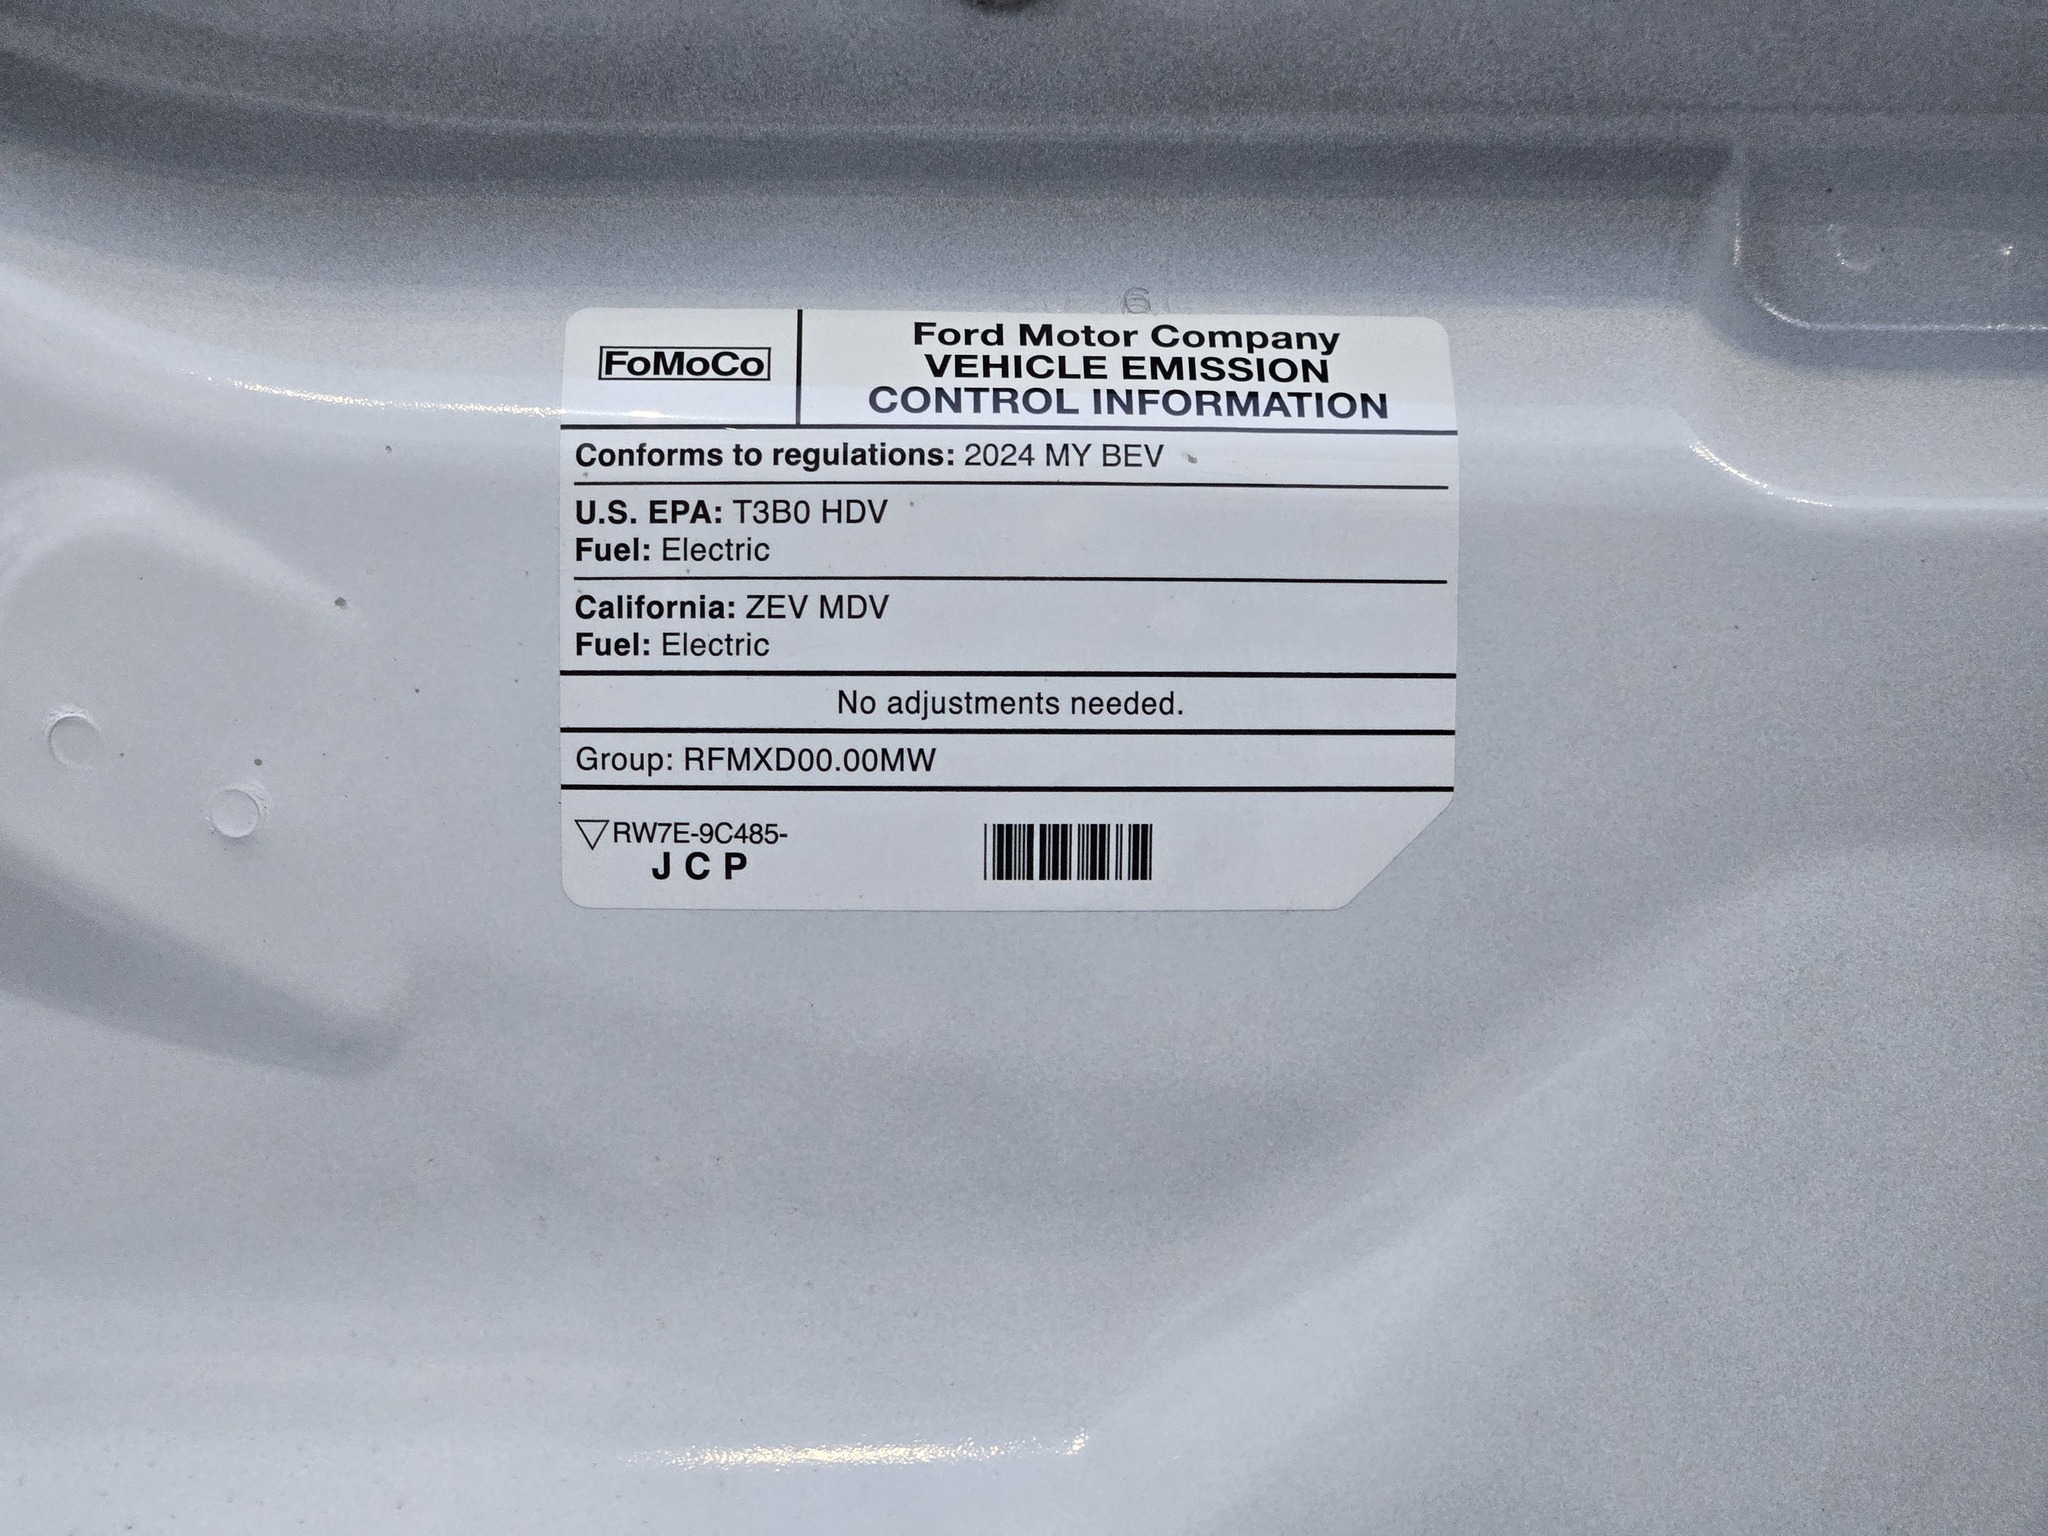 FoMoCo
Ford Motor Company
VEHICLE EMISSION
CONTROL INFORMATION
Conforms to regulations: 2024 MY BEV
U.S. EPA: T3B0 HDV
Fuel: Electric
California: ZEV MDV
Fuel: Electric
No adjustments needed.
Group: RFMXD00.00MW
RW7E-9C485-
J C P